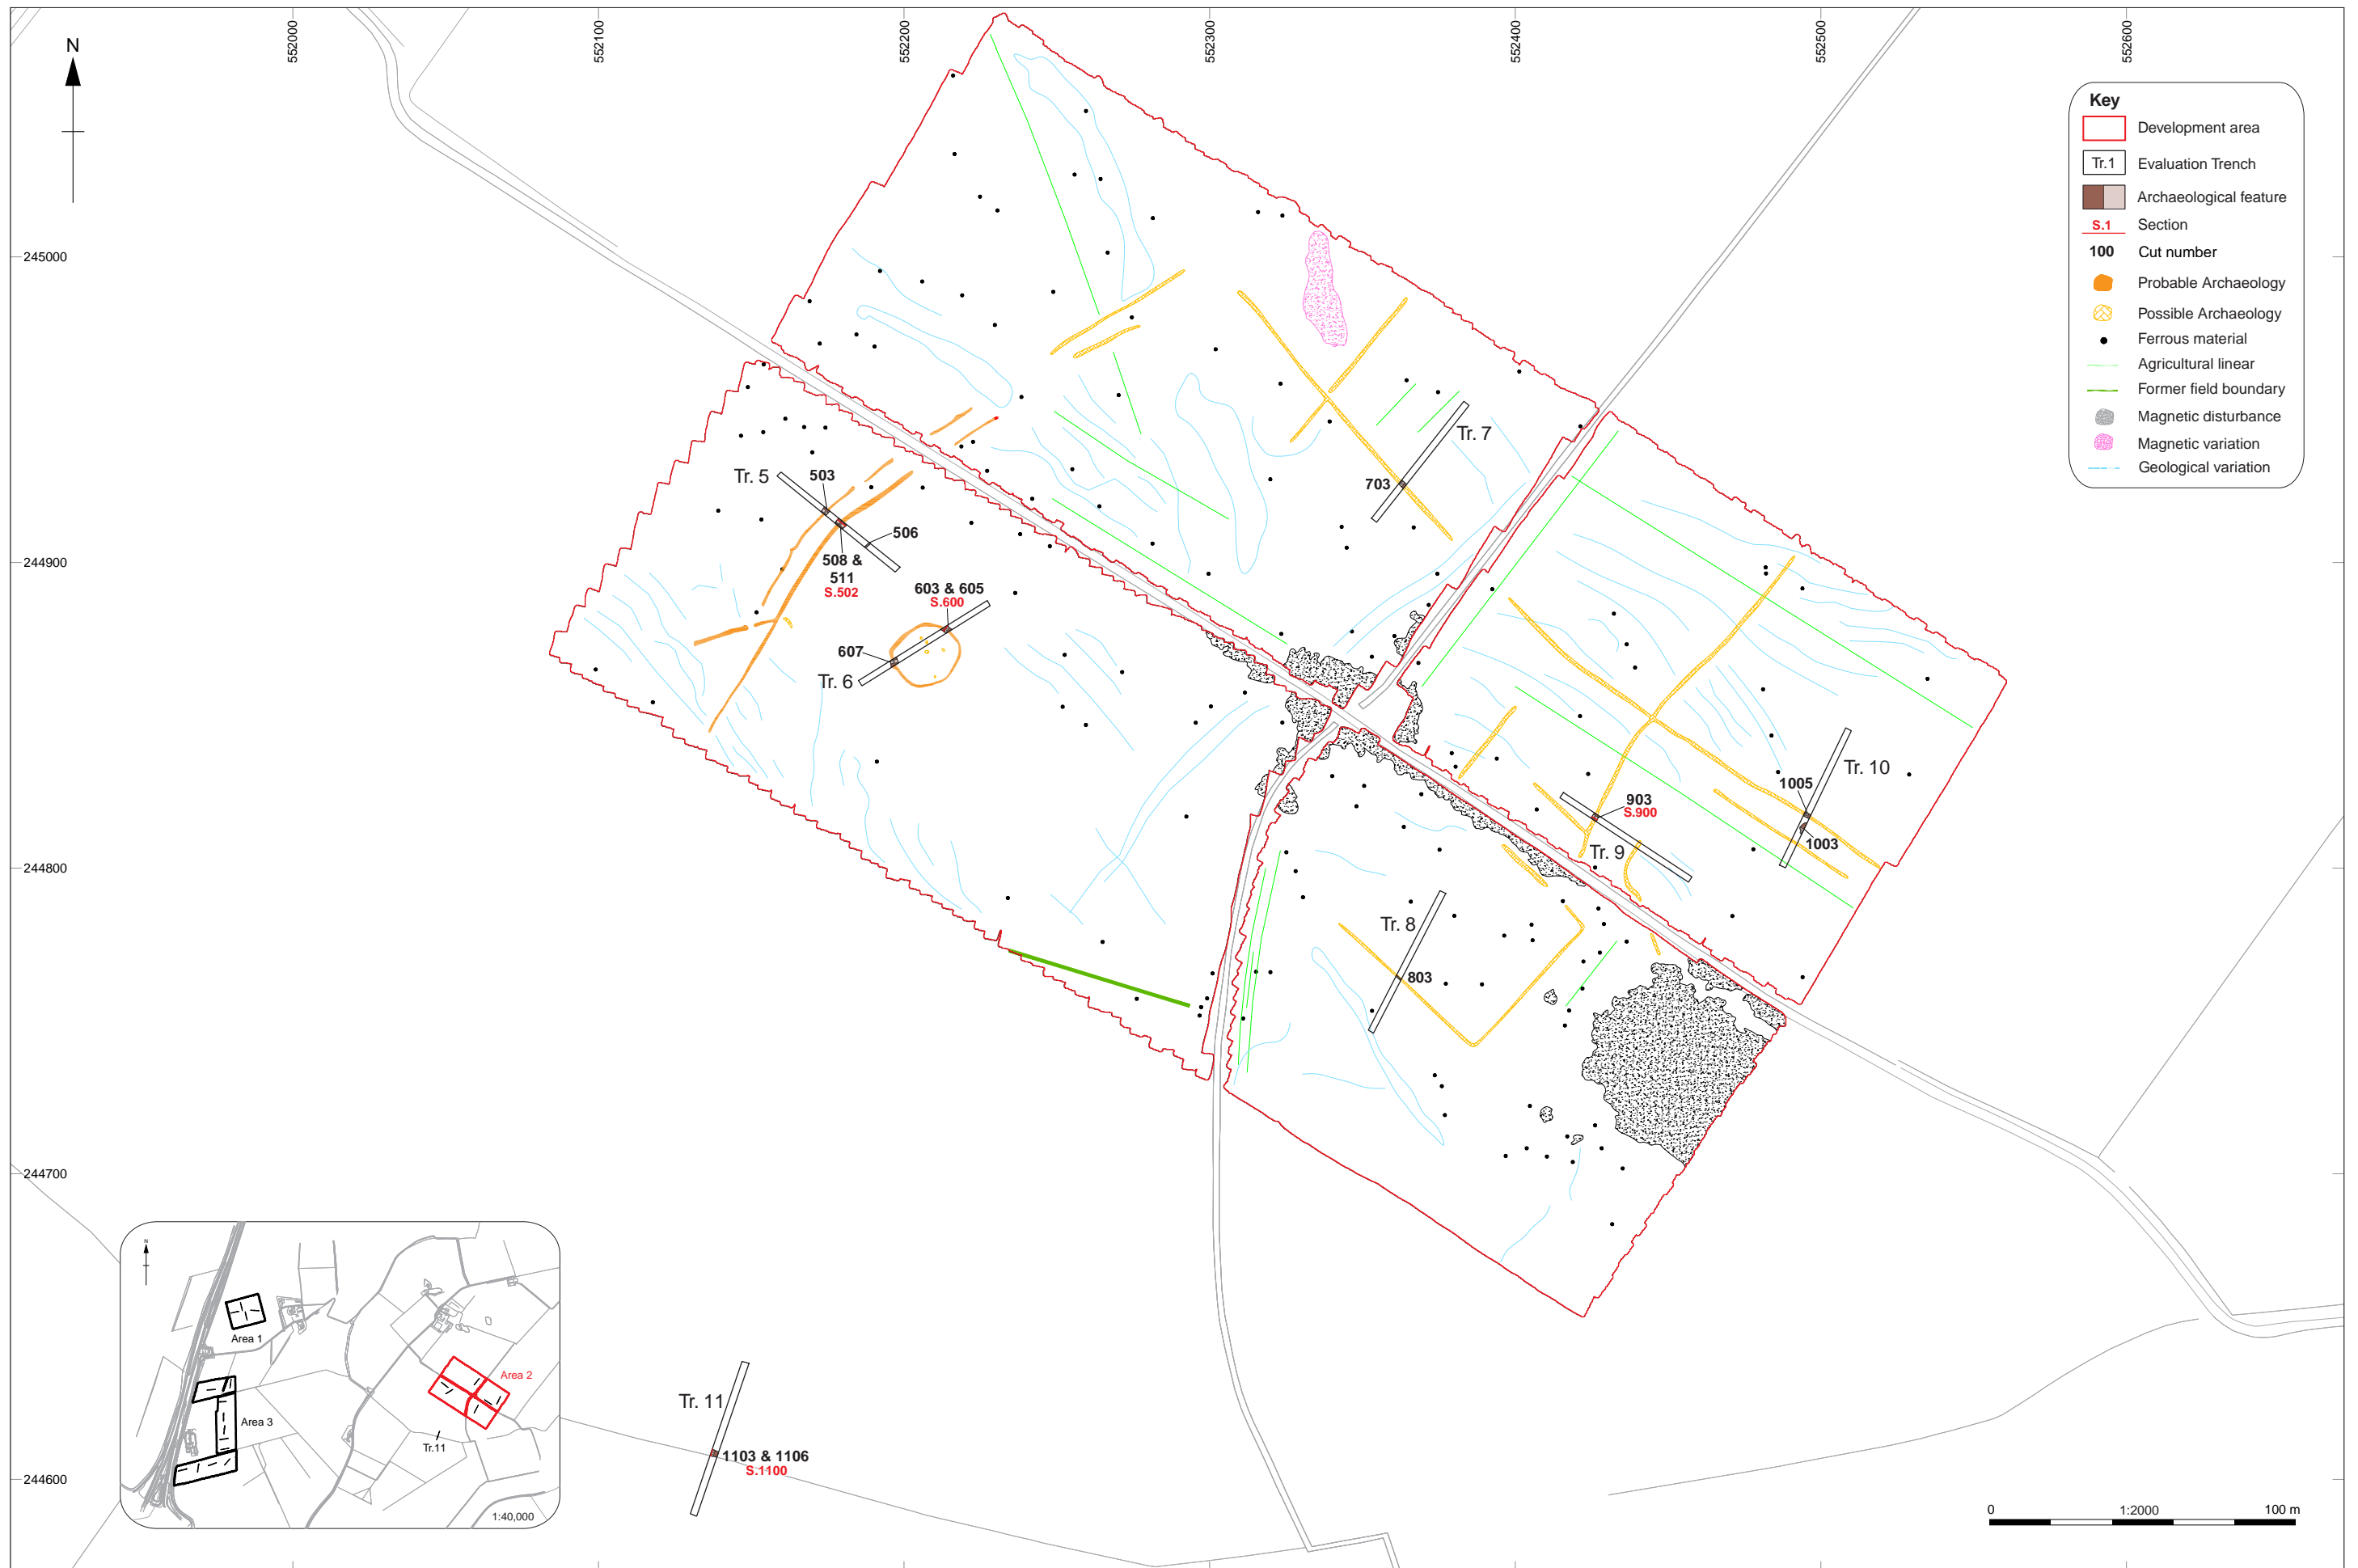 552000
552100
552200
552300
552400
552500
552600
N
245000
244900
244800
244700
244600
Key
Development area
Tr.1 Evaluation Trench
Archaeological feature
S.1 Section
100 Cut number
Probable Archaeology
Possible Archaeology
Ferrous material
Agricultural linear
Former field boundary
Magnetic disturbance
Magnetic variation
Geological variation
Tr. 5
503
506
508 &
511
S.502
603 & 605
S.600
607
Tr. 6
Tr. 7
703
Tr. 10
1005
1003
903
S.900
Tr. 9
Tr. 8
803
Tr. 11
1103 & 1106
S.1100
N
Area 1
Area 2
Area 3
Tr.11
1:40,000
0 1:2000 100 m